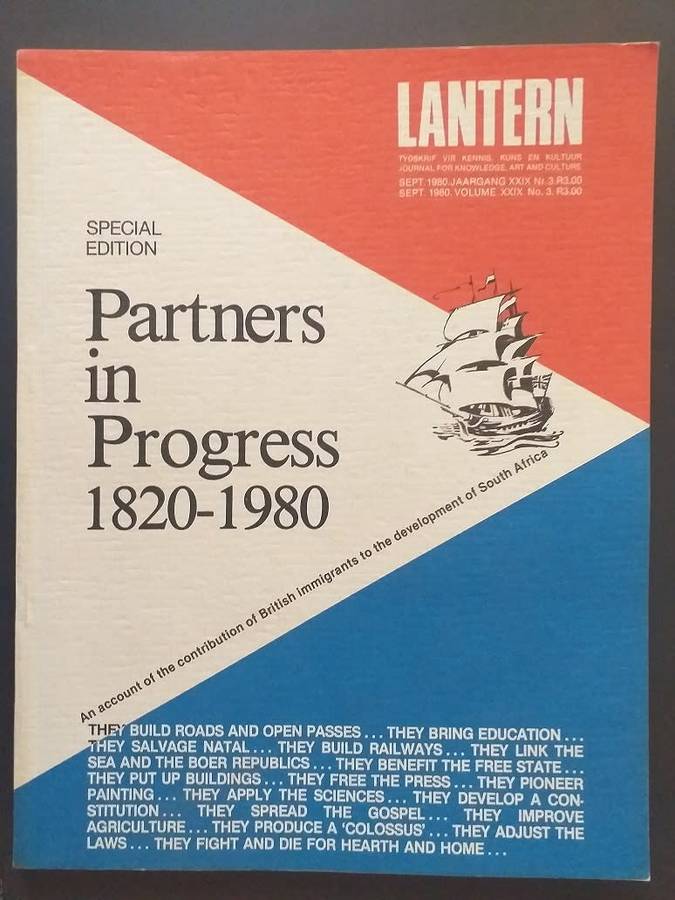 LANTERN
TYDSKRIF VIR KENNIS, KUNS EN KULTUUR
JOURNAL FOR KNOWLEDGE, ART AND CULTURE
SEPT. 1980. JAARGANG XXIX Nr. 3. R3.00
SEPT. 1980. VOLUME XXIX No. 3. R3.00
SPECIAL
EDITION
Partners
in
Progress
1820-1980
An account of the contribution of British immigrants to the development of South Africa
THEY BUILD ROADS AND OPEN PASSES . . . THEY BRING EDUCATION . . .
THEY SALVAGE NATAL . . . THEY BUILD RAILWAYS . . . THEY LINK THE
SEA AND THE BOER REPUBLICS . . . THEY BENEFIT THE FREE STATE . . .
THEY PUT UP BUILDINGS . . . THEY FREE THE PRESS . . . THEY PIONEER
PAINTING . . . THEY APPLY THE SCIENCES . . . THEY DEVELOP A CON-
STITUTION . . . THEY SPREAD THE GOSPEL . . . THEY IMPROVE
AGRICULTURE . . . THEY PRODUCE A ‘COLOSSUS’ . . . THEY ADJUST THE
LAWS . . . THEY FIGHT AND DIE FOR HEARTH AND HOME . . .